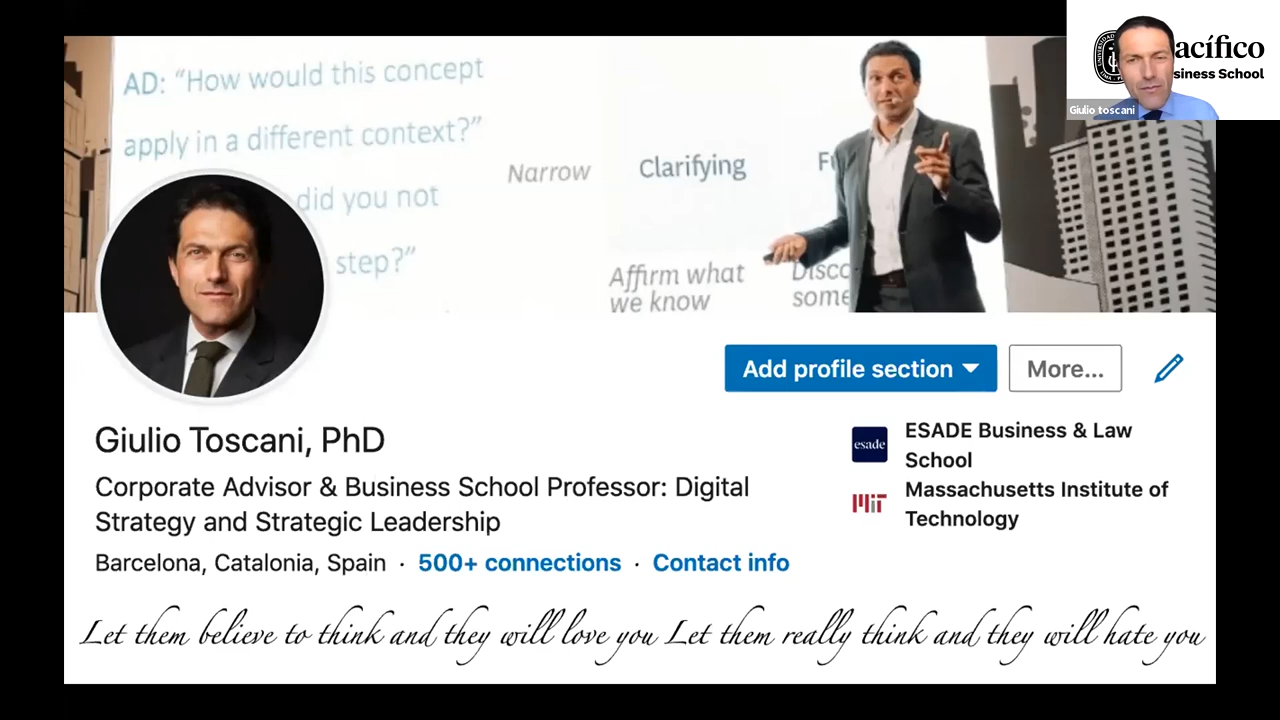 AD: “How would this concept
apply in a different context?”
did you not
step?”
Narrow
Clarifying
Affirm what
we know
acífico
siness School
Giulio toscani
Add profile section
More...
Giulio Toscani, PhD
Corporate Advisor & Business School Professor: Digital
Strategy and Strategic Leadership
Barcelona, Catalonia, Spain · 500+ connections · Contact info
esade
ESADE Business & Law
School
MIT
Massachusetts Institute of
Technology
Let them believe to think and they will love you Let them really think and they will hate you